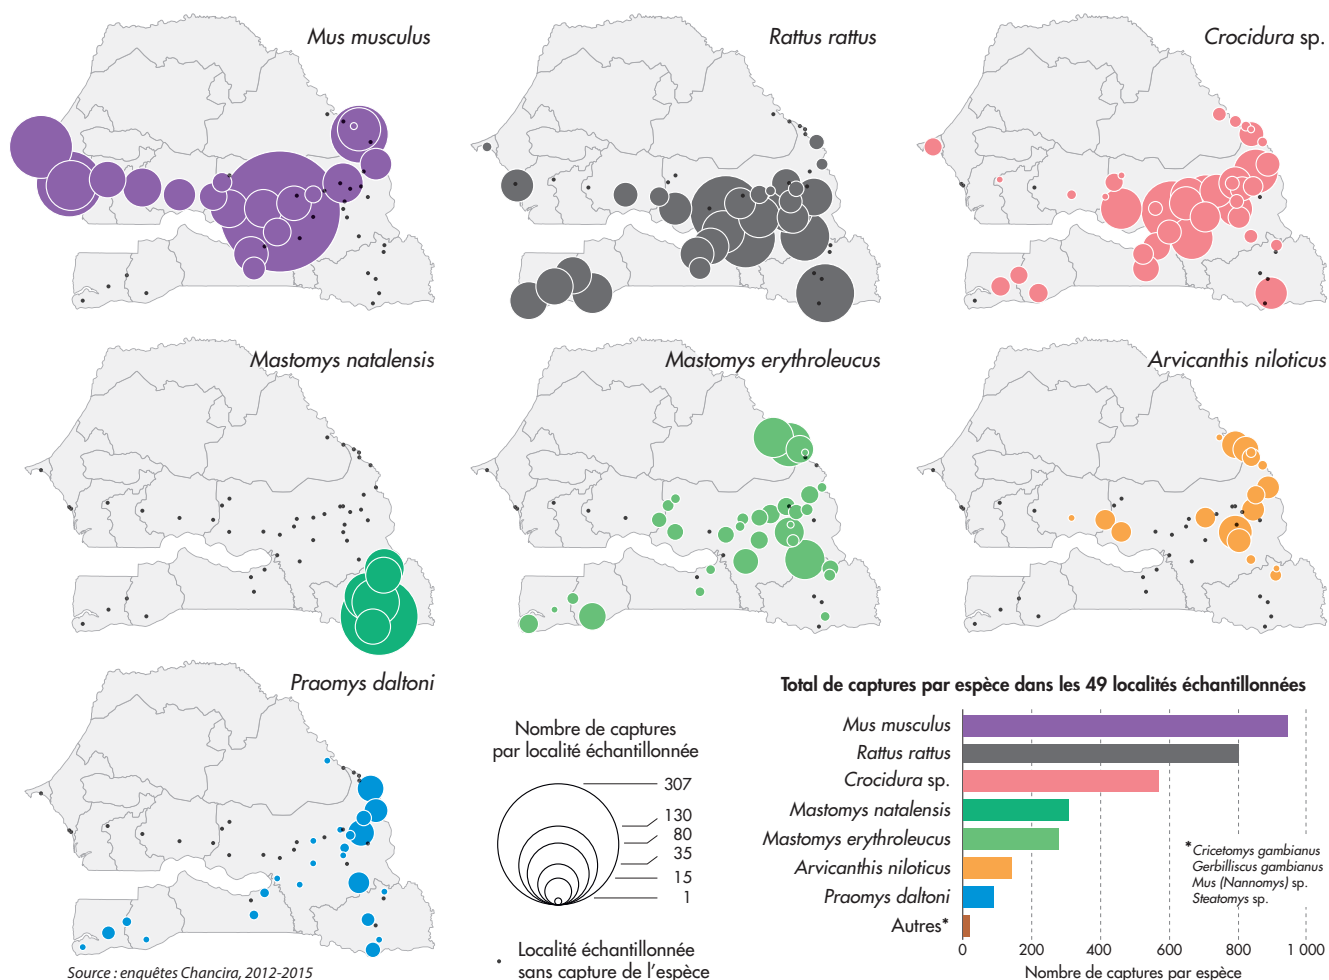 Mus musculus
Rattus rattus
Crocidura sp.
Mastomys natalensis
Mastomys erythroleucus
Arvicanthis niloticus
Praomys daltoni
Nombre de captures
par localité échantillonnée
307
130
80
35
15
1
Localité échantillonnée
sans capture de l'espèce
Source : enquêtes Chancira, 2012-2015
Total de captures par espèce dans les 49 localités échantillonnées
Mus musculus
Rattus rattus
Crocidura sp.
Mastomys natalensis
Mastomys erythroleucus
Arvicanthis niloticus
Praomys daltoni
Autres*
*Cricetomys gambianus
Gerbilliscus gambianus
Mus (Nannomys) sp.
Steatomys sp.
0 200 400 600 800 1 000
Nombre de captures par espèce